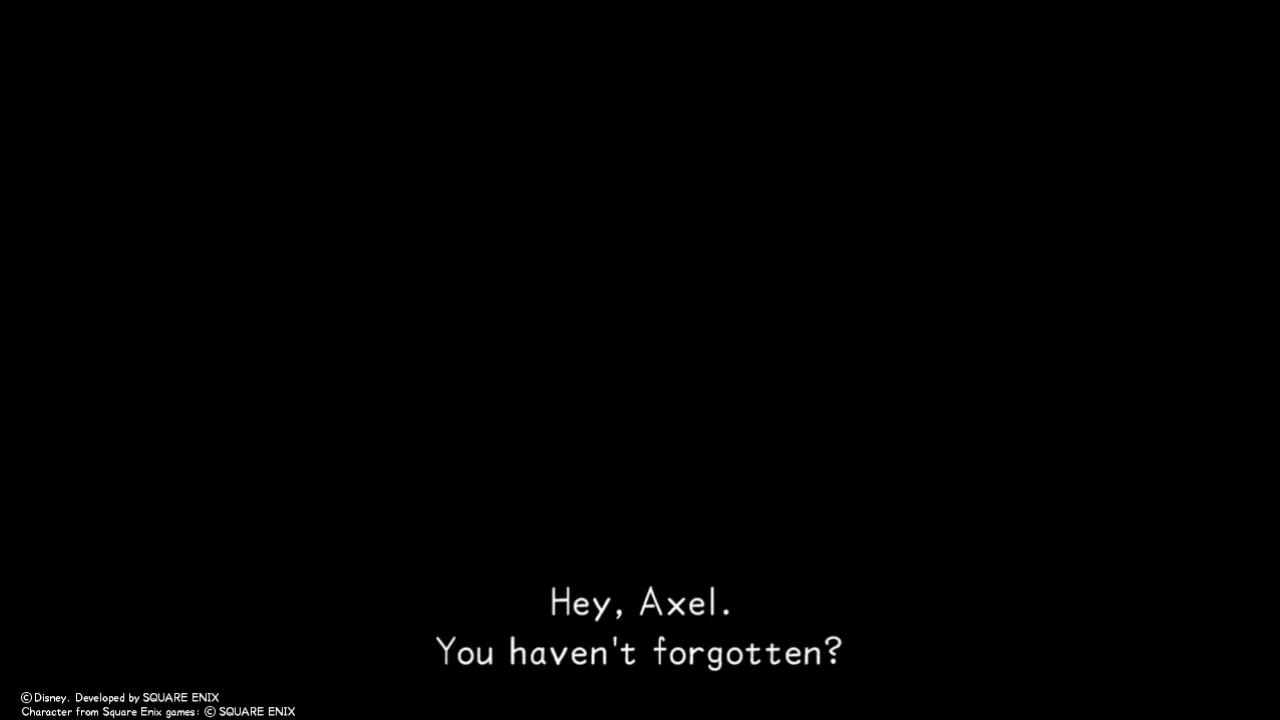 Hey, Axel.
You haven't forgotten?
©Disney. Developed by SQUARE ENIX
Character from Square Enix games: © SQUARE ENIX